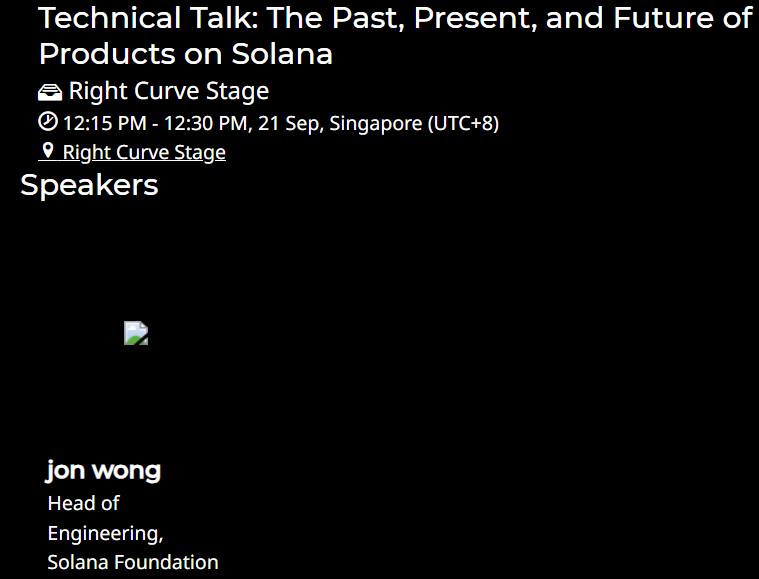 Technical Talk: The Past, Present, and Future of
Products on Solana
Right Curve Stage
12:15 PM - 12:30 PM, 21 Sep, Singapore (UTC+8)
Right Curve Stage
Speakers
jon wong
Head of
Engineering,
Solana Foundation